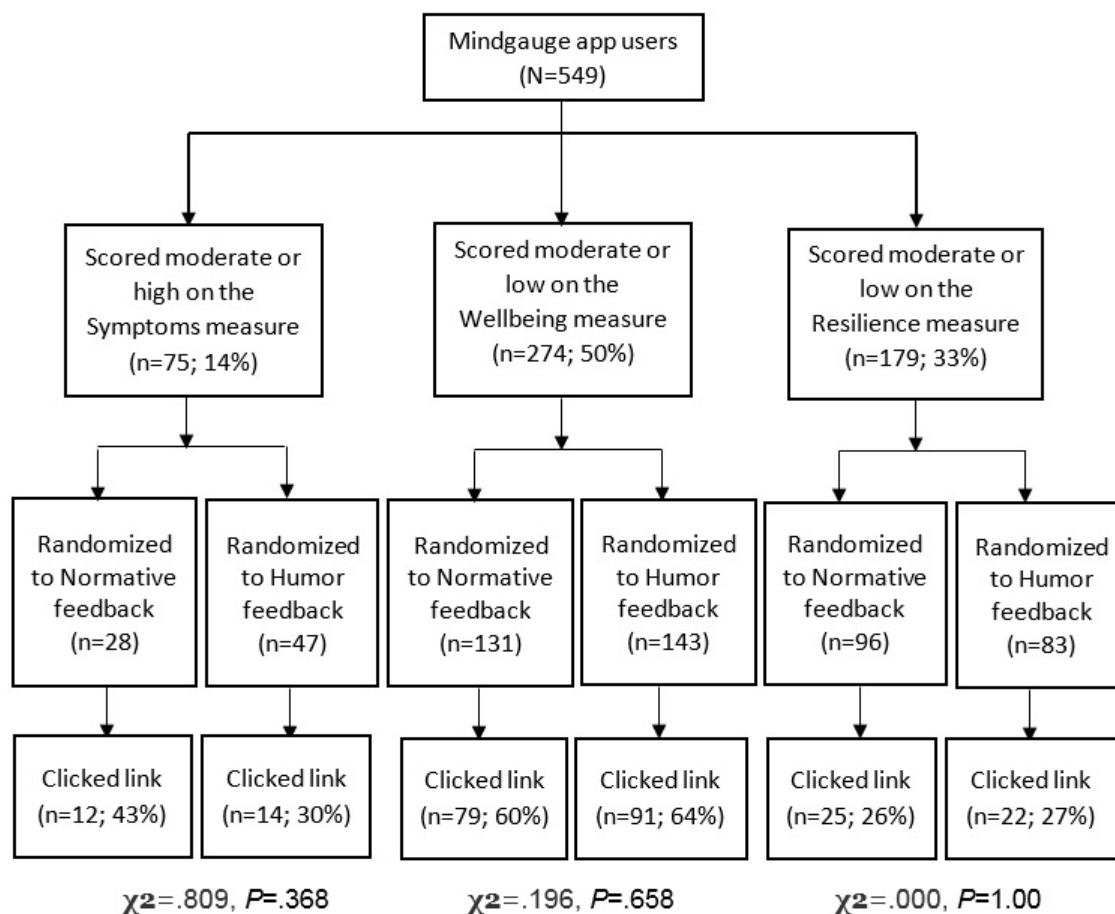 Mindgauge app users
(N=549)
Scored moderate or
high on the
Symptoms measure
(n=75; 14%)
Scored moderate or
low on the
Wellbeing measure
(n=274; 50%)
Scored moderate or
low on the
Resilience measure
(n=179; 33%)
Randomized
to Normative
feedback
(n=28)
Randomized
to Humor
feedback
(n=47)
Randomized
to Normative
feedback
(n=131)
Randomized
to Humor
feedback
(n=143)
Randomized
to Normative
feedback
(n=96)
Randomized
to Humor
feedback
(n=83)
Clicked link
(n=12; 43%)
Clicked link
(n=14; 30%)
Clicked link
(n=79; 60%)
Clicked link
(n=91; 64%)
Clicked link
(n=25; 26%)
Clicked link
(n=22; 27%)
χ2=.809, P=.368
χ2=.196, P=.658
χ2=.000, P=1.00